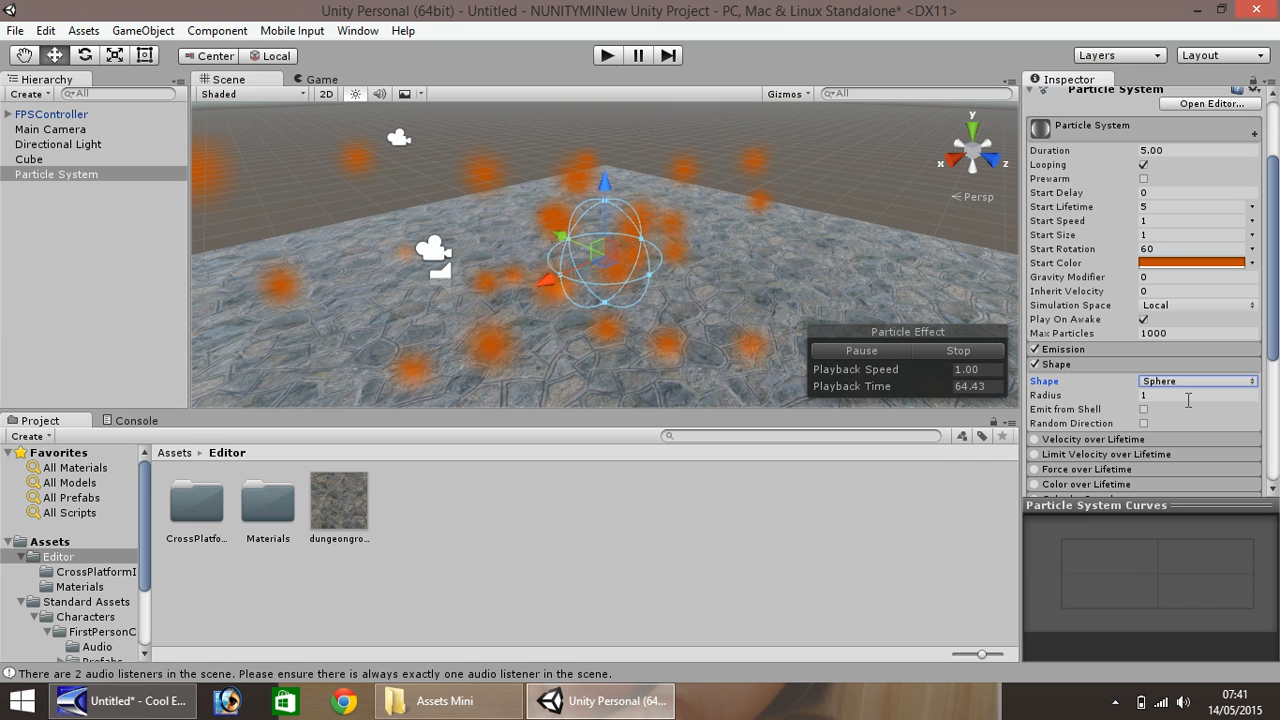 Unity Personal (64bit) - Untitled - NUNITYMINIew Unity Project - PC, Mac & Linux Standalone* <DX11>
File Edit Assets GameObject Component Mobile Input Window Help
Center Local Layers Layout
Hierarchy
Create All
FPSController
Main Camera
Directional Light
Cube
Particle System
Scene Game
Shaded 2D Gizmos All
y
x z
Persp
Particle Effect
Pause Stop
Playback Speed 1.00
Playback Time 64.43
Inspector
Particle System
Open Editor...
Particle System
Duration 5.00
Looping
Prewarm
Start Delay 0
Start Lifetime 5
Start Speed 1
Start Size 1
Start Rotation 60
Start Color
Gravity Modifier 0
Inherit Velocity 0
Simulation Space Local
Play On Awake
Max Particles 1000
Emission
Shape
Shape Sphere
Radius 1
Emit from Shell
Random Direction
Velocity over Lifetime
Limit Velocity over Lifetime
Force over Lifetime
Color over Lifetime
Particle System Curves
Project Console
Create
Favorites
All Materials
All Models
All Prefabs
All Scripts
Assets
Editor
CrossPlatformI
Materials
Standard Assets
Characters
FirstPersonC
Audio
Assets Editor
CrossPlatfo... Materials dungeongro...
There are 2 audio listeners in the scene. Please ensure there is always exactly one audio listener in the scene.
Untitled* - Cool E... Assets Mini Unity Personal (64...
07:41
14/05/2015